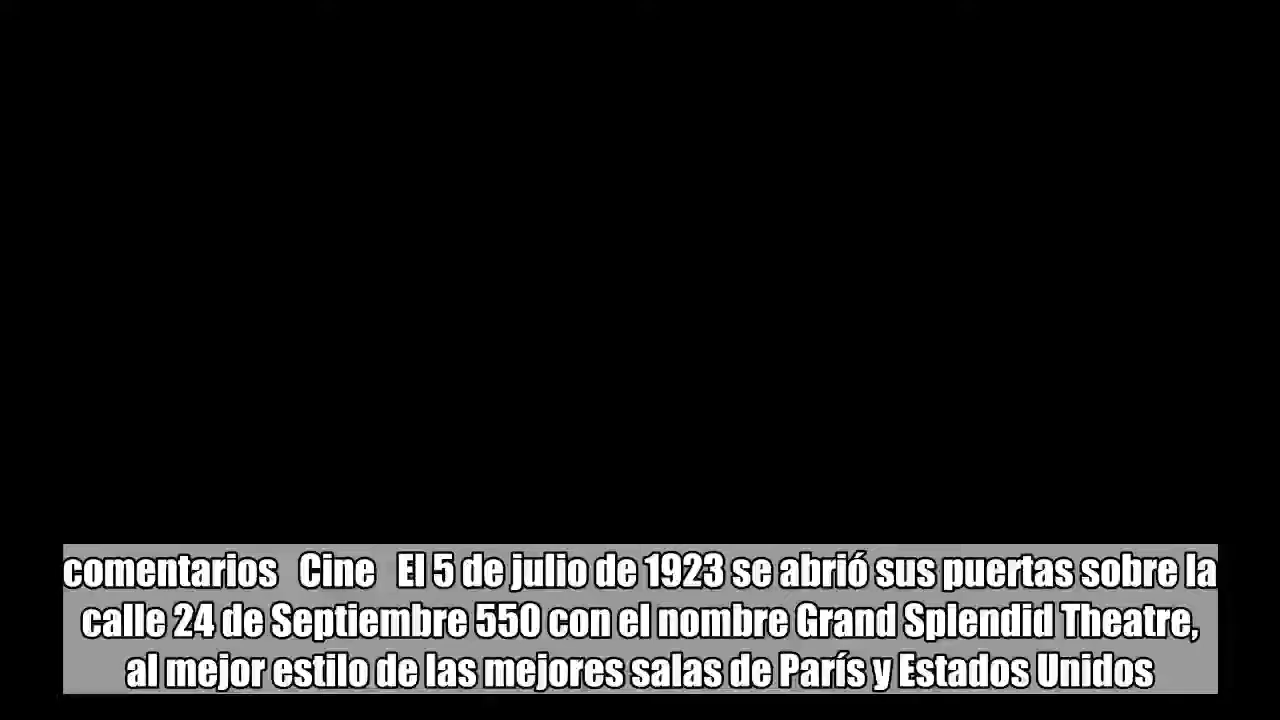 comentarios Cine El 5 de julio de 1923 se abrió sus puertas sobre la
calle 24 de Septiembre 550 con el nombre Grand Splendid Theatre,
al mejor estilo de las mejores salas de París y Estados Unidos